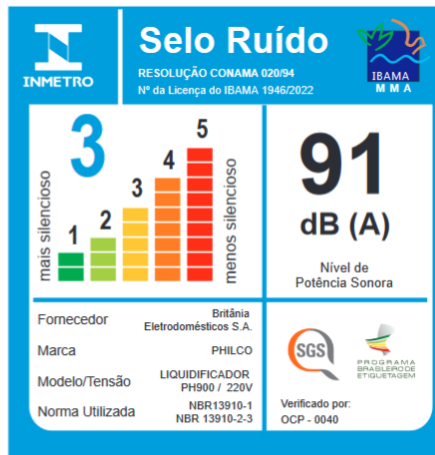 INMETRO
Selo Ruído
RESOLUÇÃO CONAMA 020/94
Nº da Licença do IBAMA 1946/2022
IBAMA
MMA
3
mais silencioso
1
2
3
4
5
menos silencioso
91
dB (A)
Nível de
Potência Sonora
Fornecedor
Britânia
Eletrodomésticos S.A.
Marca
PHILCO
Modelo/Tensão
LIQUIDIFICADOR
PH900 / 220V
Norma Utilizada
NBR13910-1
NBR 13910-2-3
SGS
PROGRAMA
BRASILEIRO DE
ETIQUETAGEM
Verificado por:
OCP - 0040